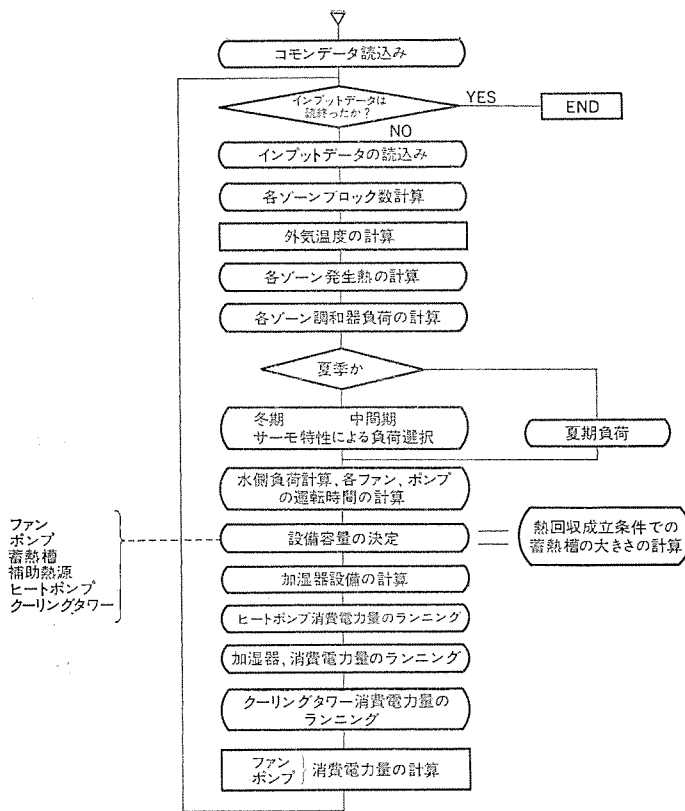 コモンデータ読込み
インプットデータは
読終ったか？
YES
END
NO
インプットデータの読込み
各ゾーンブロック数計算
外気温度の計算
各ゾーン発生熱の計算
各ゾーン調和器負荷の計算
夏季か
冬期 中間期
サーモ特性による負荷選択
夏期負荷
水側負荷計算、各ファン、ポンプ
の運転時間の計算
ファン
ポンプ
蓄熱槽
補助熱源
ヒートポンプ
クーリングタワー
設備容量の決定
熱回収成立条件での
蓄熱槽の大きさの計算
加湿器設備の計算
ヒートポンプ消費電力量のランニング
加湿器，消費電力量のランニング
クーリングタワー消費電力量の
ランニング
ファン
ポンプ
消費電力量の計算